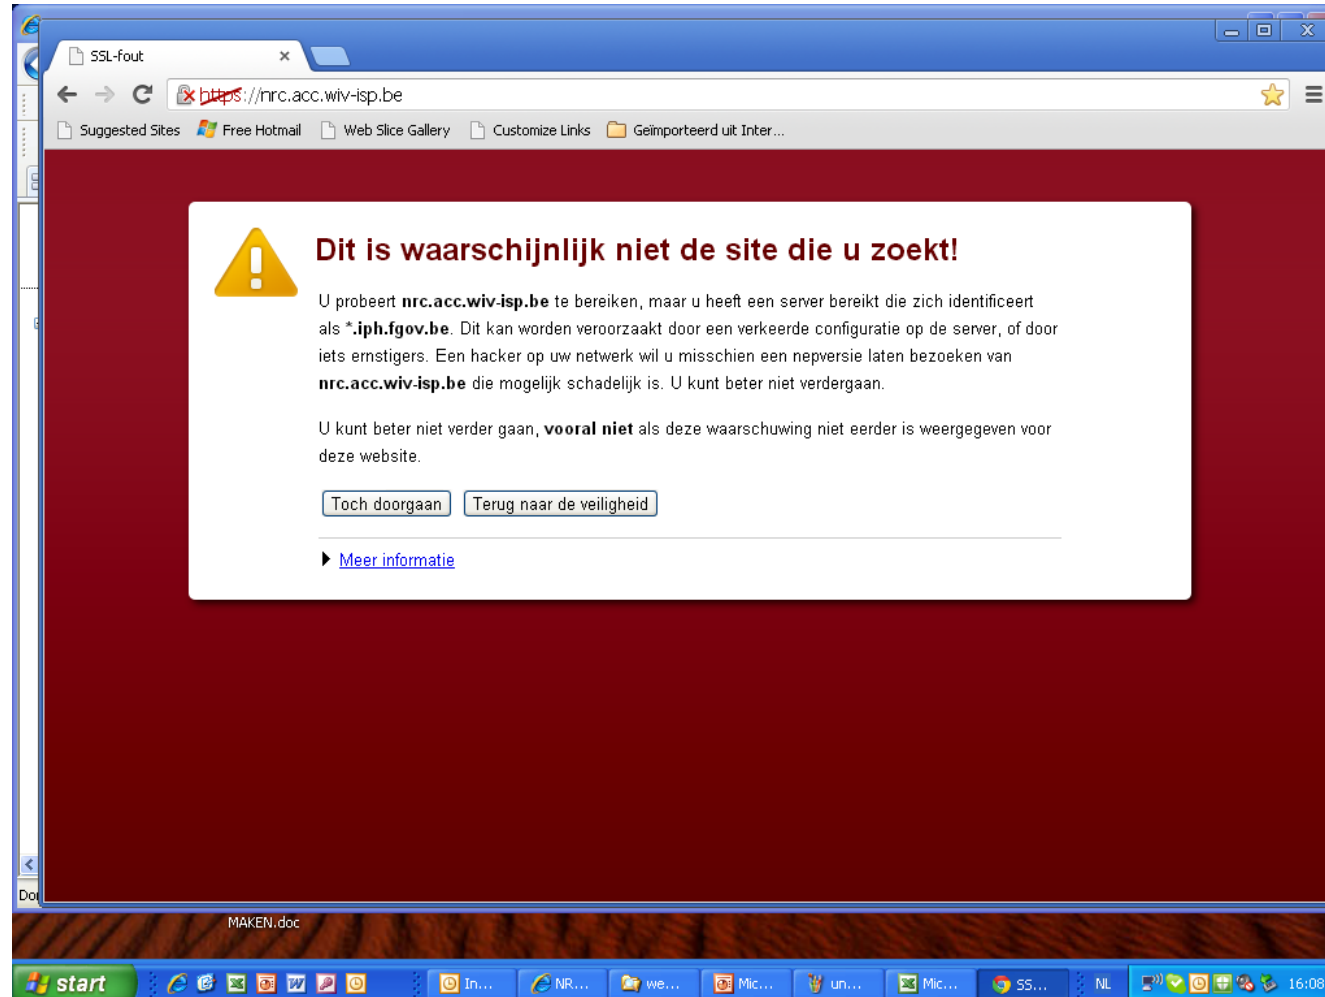 SSL-fout
https://nrc.acc.wiv-isp.be
Suggested Sites Free Hotmail Web Slice Gallery Customize Links Geïmporteerd uit Inter...
Dit is waarschijnlijk niet de site die u zoekt!
U probeert nrc.acc.wiv-isp.be te bereiken, maar u heeft een server bereikt die zich identificeert
als *.iph.fgov.be. Dit kan worden veroorzaakt door een verkeerde configuratie op de server, of door
iets ernstigers. Een hacker op uw netwerk wil u misschien een nepversie laten bezoeken van
nrc.acc.wiv-isp.be die mogelijk schadelijk is. U kunt beter niet verdergaan.
U kunt beter niet verder gaan, vooral niet als deze waarschuwing niet eerder is weergegeven voor
deze website.
Toch doorgaan Terug naar de veiligheid
Meer informatie
MAKEN.doc
start In... NR... we... Mic... un... Mic... SS... NL 16:08